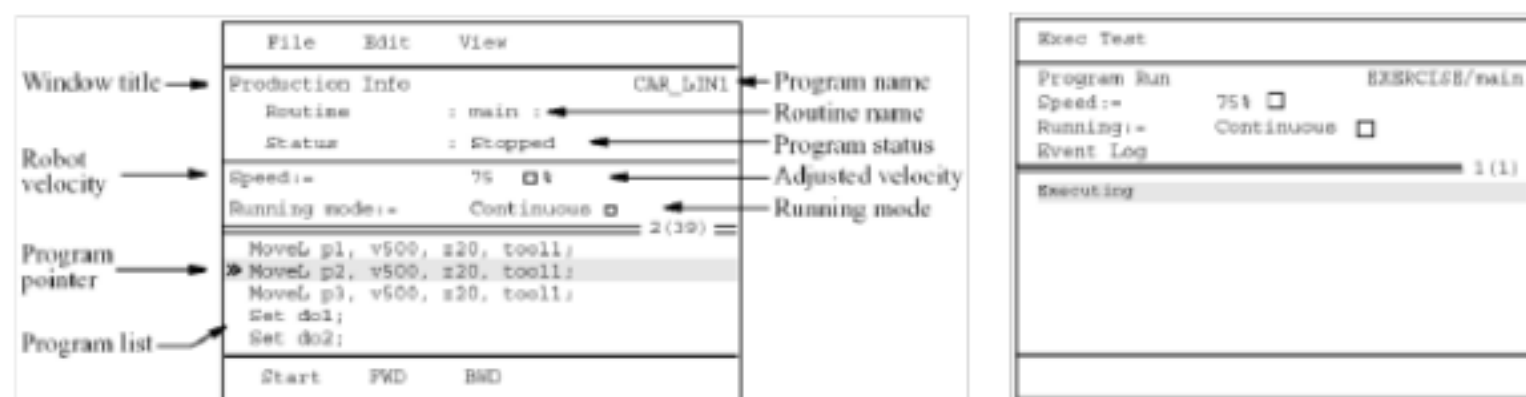 File Edit View
Window title
Production Info CAR_LIN1
Program name
Routine : main :
Routine name
Status : Stopped
Program status
Robot velocity
Speed:= 75 %
Adjusted velocity
Running mode:= Continuous
Running mode
2(39)
Program pointer
MoveL p1, v500, z20, tool1;
MoveL p2, v500, z20, tool1;
MoveL p3, v500, z20, tool1;
Set do1;
Program list
Set do2;
Start FWD BWD
Exec Test
Program Run EXERCISE/main
Speed:= 75%
Running:= Continuous
Event Log
1(1)
Executing